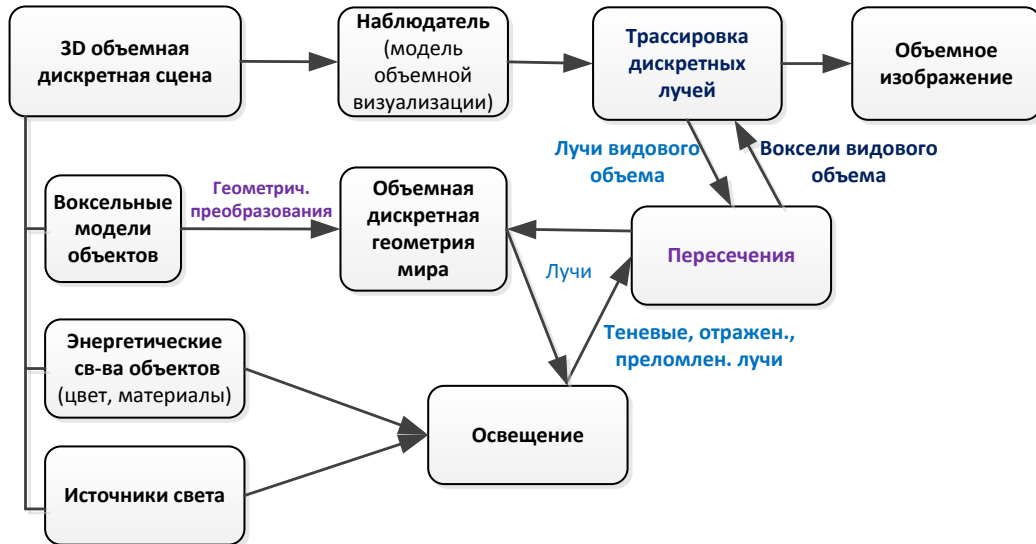 3D объемная
дискретная сцена
Наблюдатель
(модель
объемной
визуализации)
Трассировка
дискретных
лучей
Объемное
изображение
Лучи видового
объема
Воксели видового
объема
Воксельные
модели
объектов
Геометрич.
преобразования
Объемная
дискретная
геометрия
мира
Пересечения
Лучи
Теневые, отражен.,
преломлен. лучи
Энергетические
св-ва объектов
(цвет, материалы)
Освещение
Источники света